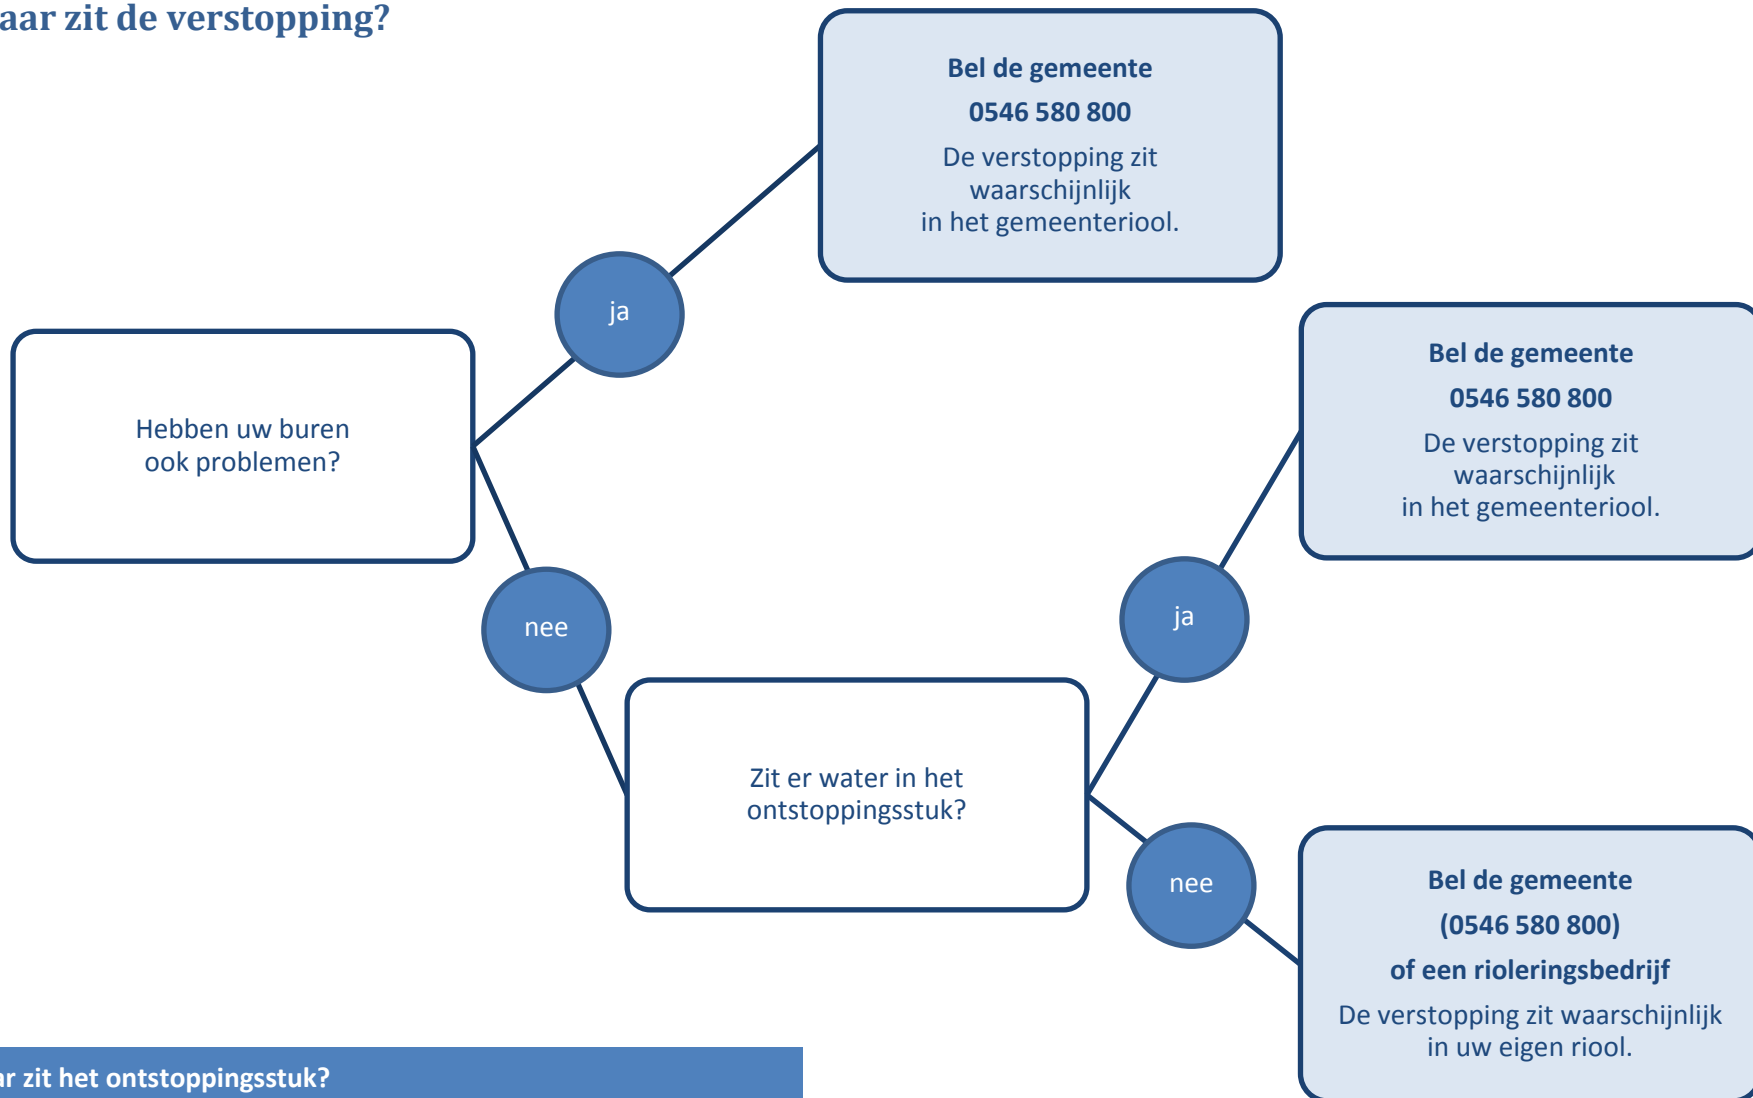 aar zit de verstopping?
Bel de gemeente
0546 580 800
De verstopping zit
waarschijnlijk
in het gemeenteriool.
ja
Hebben uw buren
ook problemen?
nee
Bel de gemeente
0546 580 800
De verstopping zit
waarschijnlijk
in het gemeenteriool.
ja
Zit er water in het
ontstoppingsstuk?
nee
Bel de gemeente
(0546 580 800)
of een rioleringsbedrijf
De verstopping zit waarschijnlijk
in uw eigen riool.
ar zit het ontstoppingsstuk?